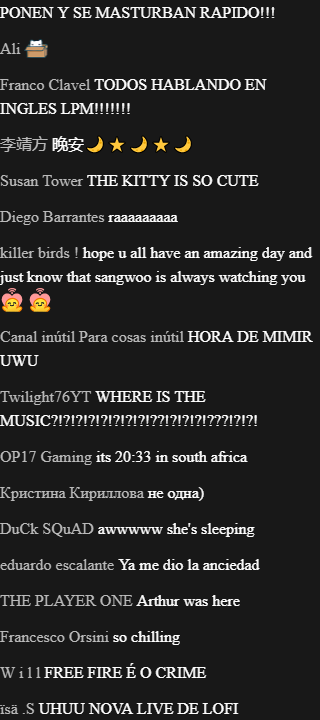 PONEN Y SE MASTURBAN RAPIDO!!!
Ali
Franco Clavel TODOS HABLANDO EN
INGLES LPM!!!!!!!
李靖方 晚安🌙⭐🌙⭐🌙
Susan Tower THE KITTY IS SO CUTE
Diego Barrantes raaaaaaaaa
killer birds ! hope u all have an amazing day and
just know that sangwoo is always watching you
Canal inútil Para cosas inútil HORA DE MIMIR
UWU
Twilight76YT WHERE IS THE
MUSIC?!?!?!?!?!?!?!?!??!?!?!?!???!?!?!
OP17 Gaming its 20:33 in south africa
Кристина Кириллова не одна)
DuCk SQuAD awwwww she's sleeping
eduardo escalante Ya me dio la anciedad
THE PLAYER ONE Arthur was here
Francesco Orsini so chilling
W i l l FREE FIRE É O CRIME
ïsä .S UHUU NOVA LIVE DE LOFI